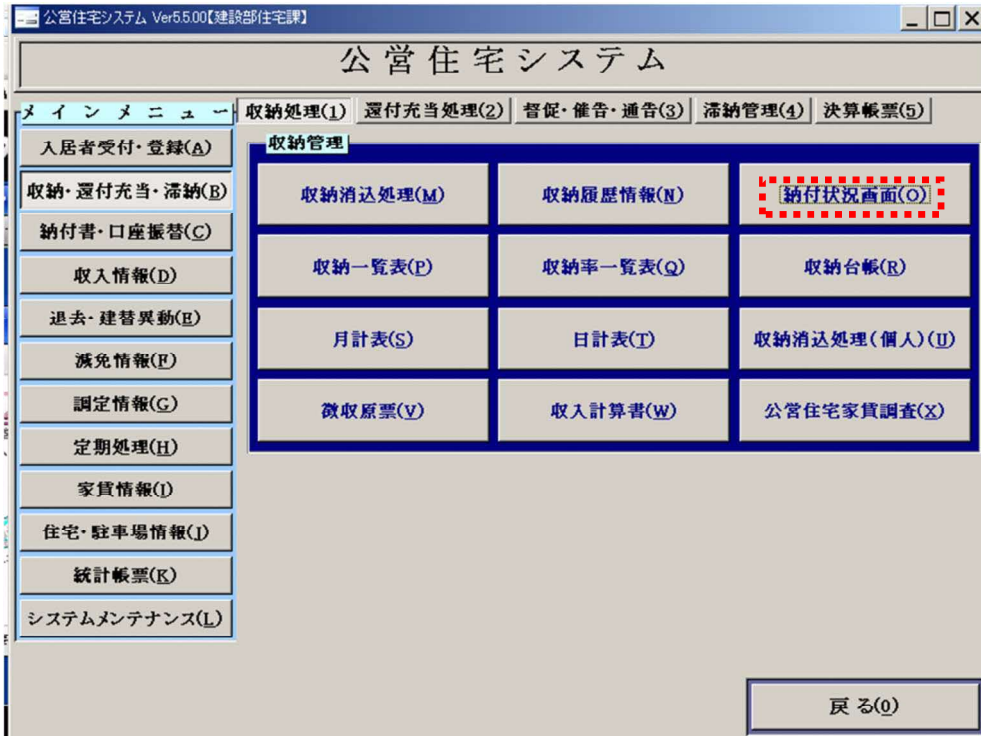 公営住宅システム Ver5.5.00【建設部住宅課】
公営住宅システム
メインメニュー
収納処理(1) 還付充当処理(2) 督促・催告・通告(3) 滞納管理(4) 決算帳票(5)
入居者受付・登録(A)
収納・還付充当・滞納(B)
納付書・口座振替(C)
収入情報(D)
退去・建替異動(E)
減免情報(F)
調定情報(G)
定期処理(H)
家賃情報(I)
住宅・駐車場情報(J)
統計帳票(K)
システムメンテナンス(L)
収納管理
収納消込処理(M) 収納履歴情報(N) 納付状況画面(O)
収納一覧表(P) 収納率一覧表(Q) 収納台帳(R)
月計表(S) 日計表(T) 収納消込処理(個人)(U)
徴収原票(V) 収入計算書(W) 公営住宅家賃調査(X)
戻る(0)